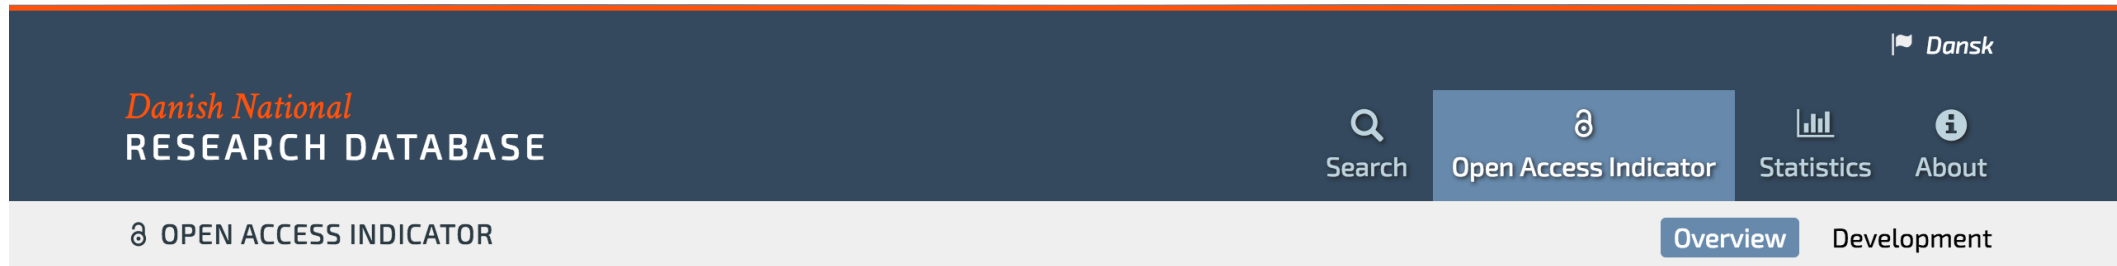 Dansk
Danish National
RESEARCH DATABASE
Search
Open Access Indicator
Statistics
About
OPEN ACCESS INDICATOR
Overview
Development